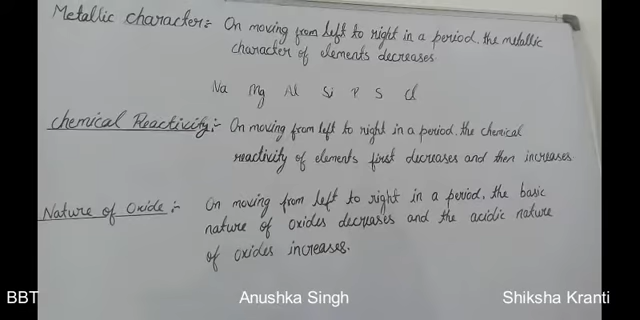 Metallic character:- On moving from left to right in a period, the metallic
character of elements decreases
Na Mg Al Si P S Cl
Chemical Reactivity:- On moving from left to right in a period, the chemical
reactivity of elements first decreases and then increases.
Nature of Oxide:- On moving from left to right in a period, the basic
nature of oxides decreases and the acidic nature
of oxides increases.
BBT Anushka Singh Shiksha Kranti